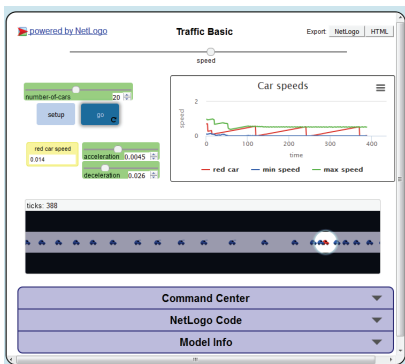 powered by NetLogo
Traffic Basic
Export: NetLogo HTML
speed
number-of-cars 20
setup
go
red car speed
0.014
acceleration 0.0045
deceleration 0.026
Car speeds
speed
2
0
0 100 200 300 400
time
red car min speed max speed
ticks: 388
Command Center
NetLogo Code
Model Info